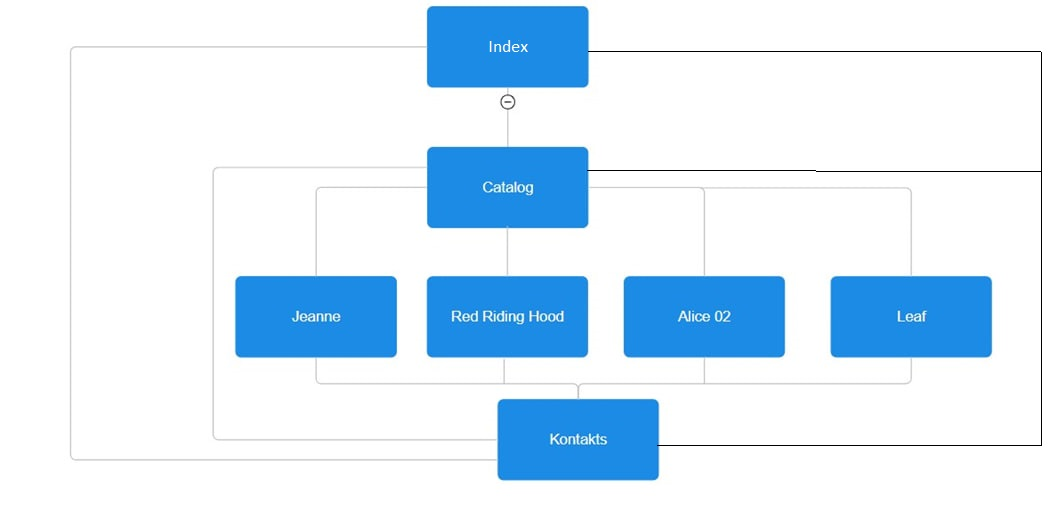 Index
Catalog
Jeanne
Red Riding Hood
Alice 02
Leaf
Kontakts